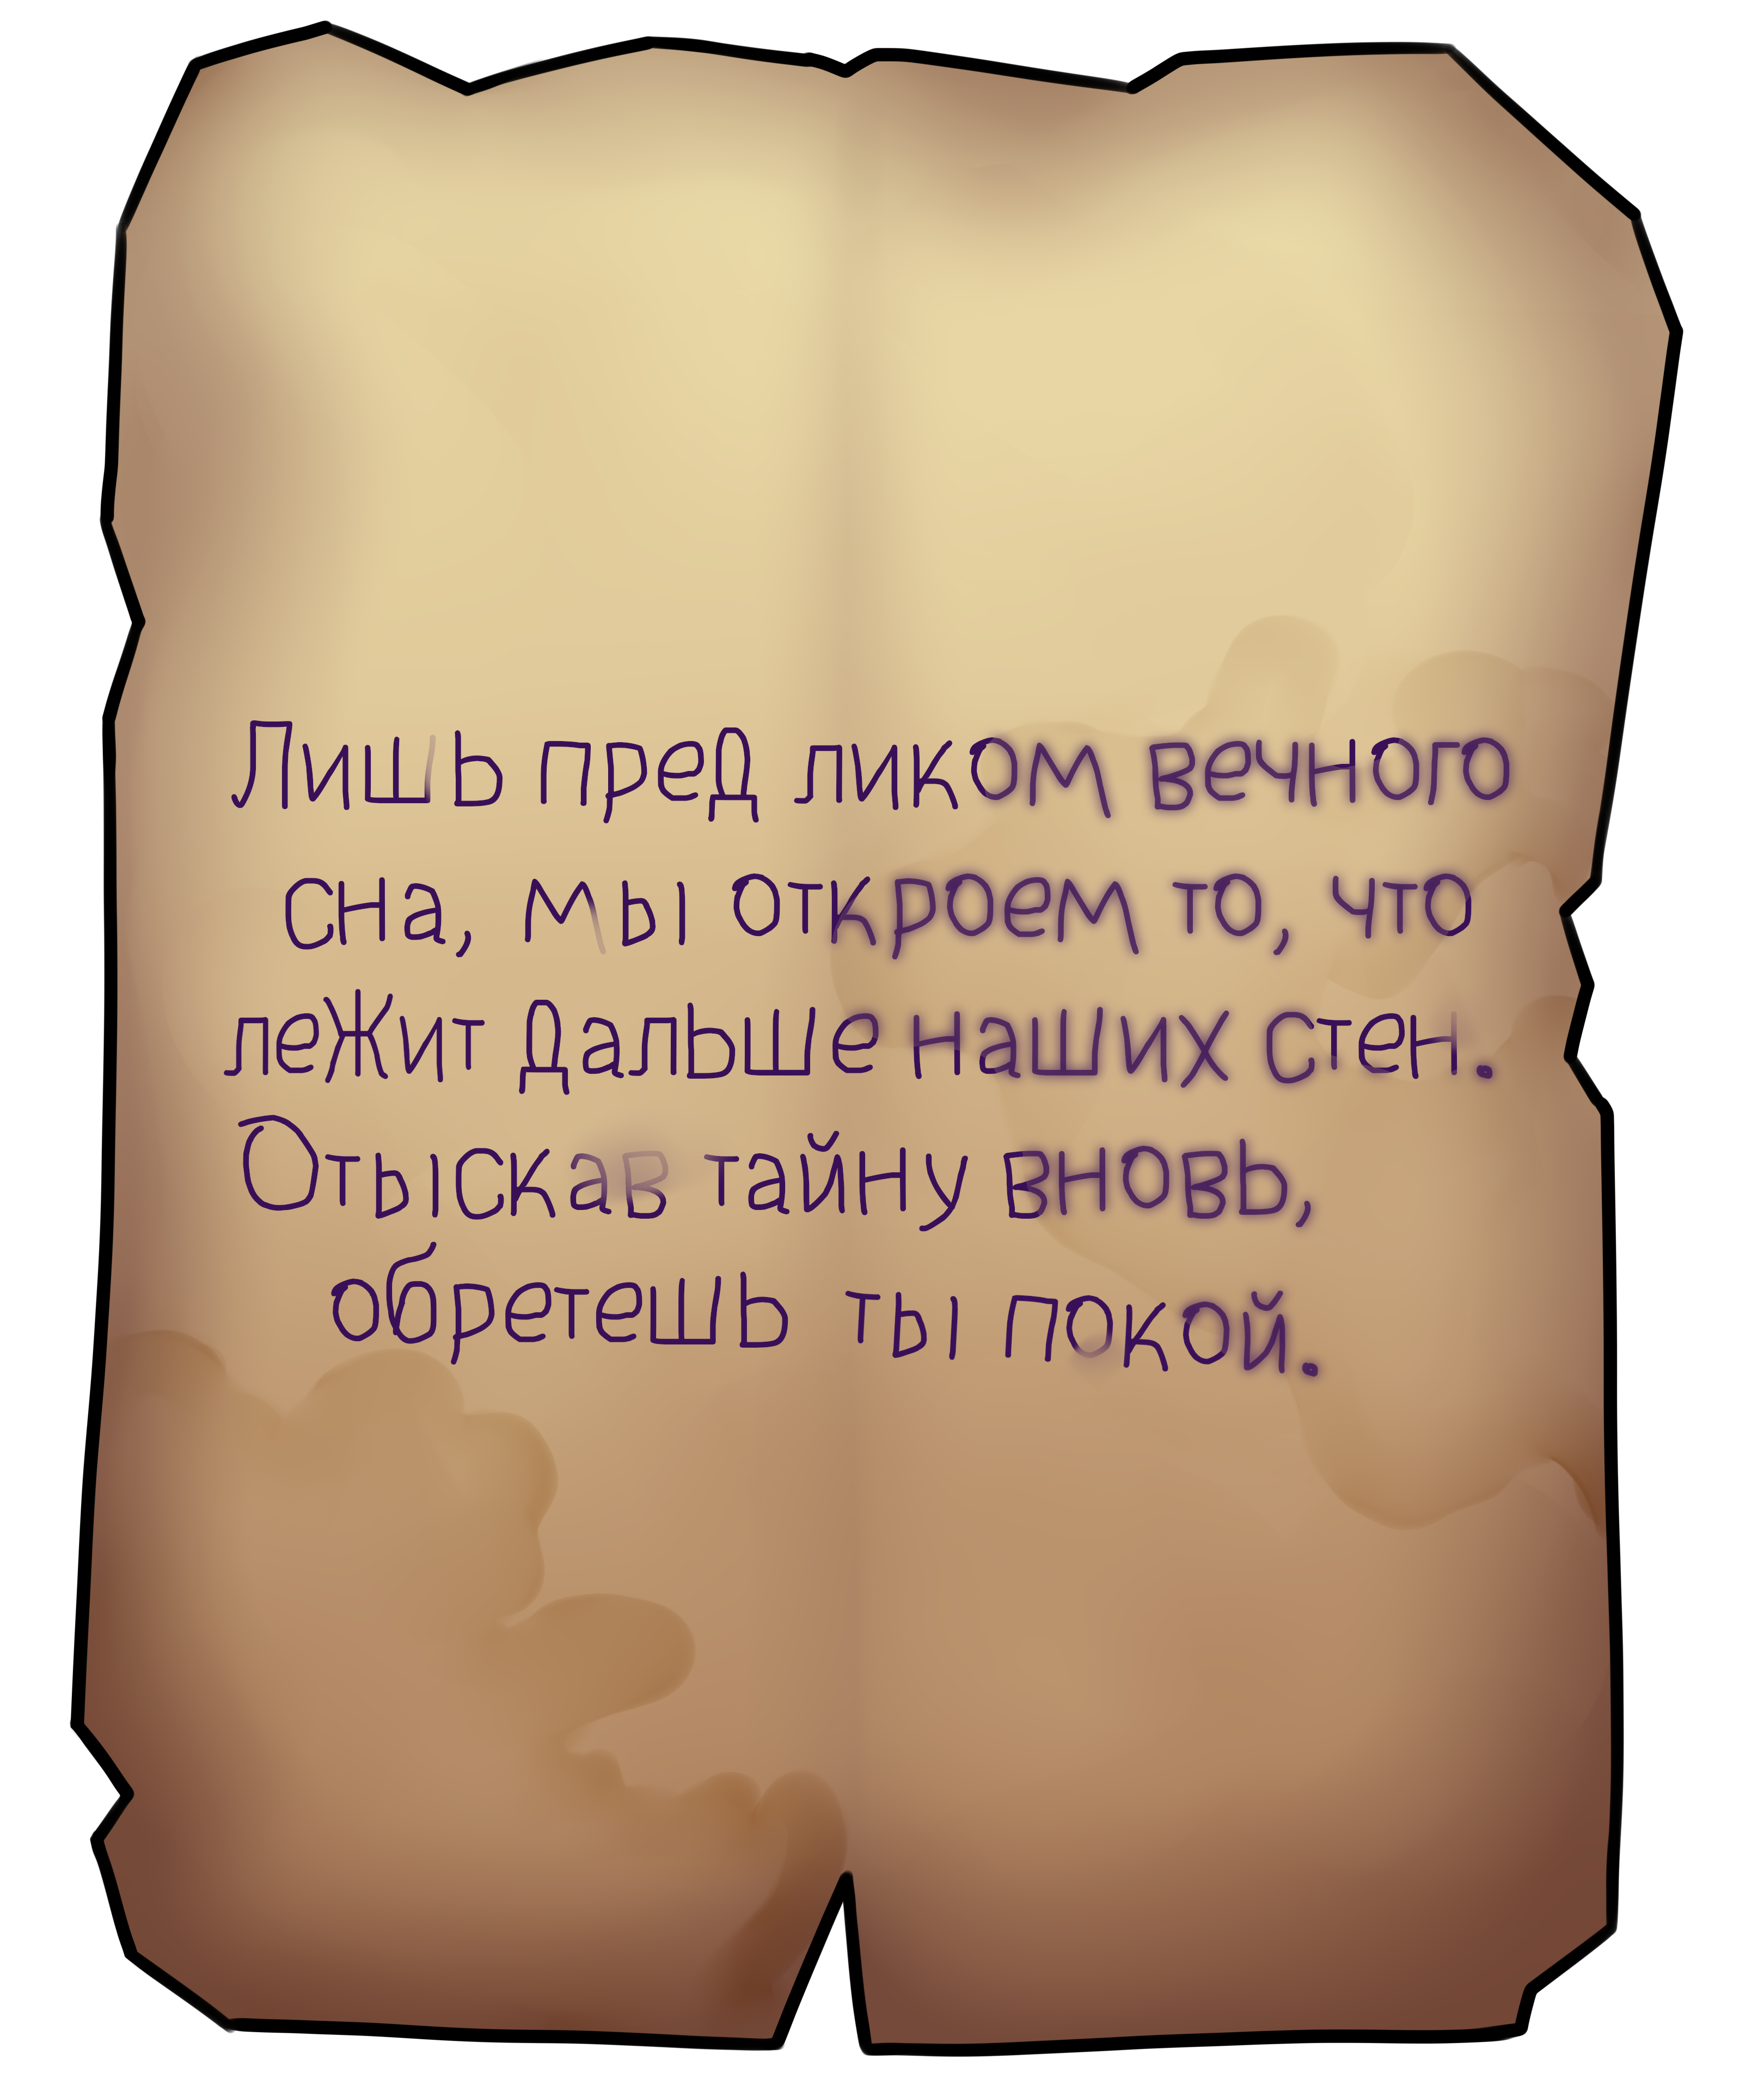 Лишь пред ликом вечного
сна, мы откроем то, что
лежит дальше наших стен.
Отыскав тайну вновь,
обретешь ты покой.